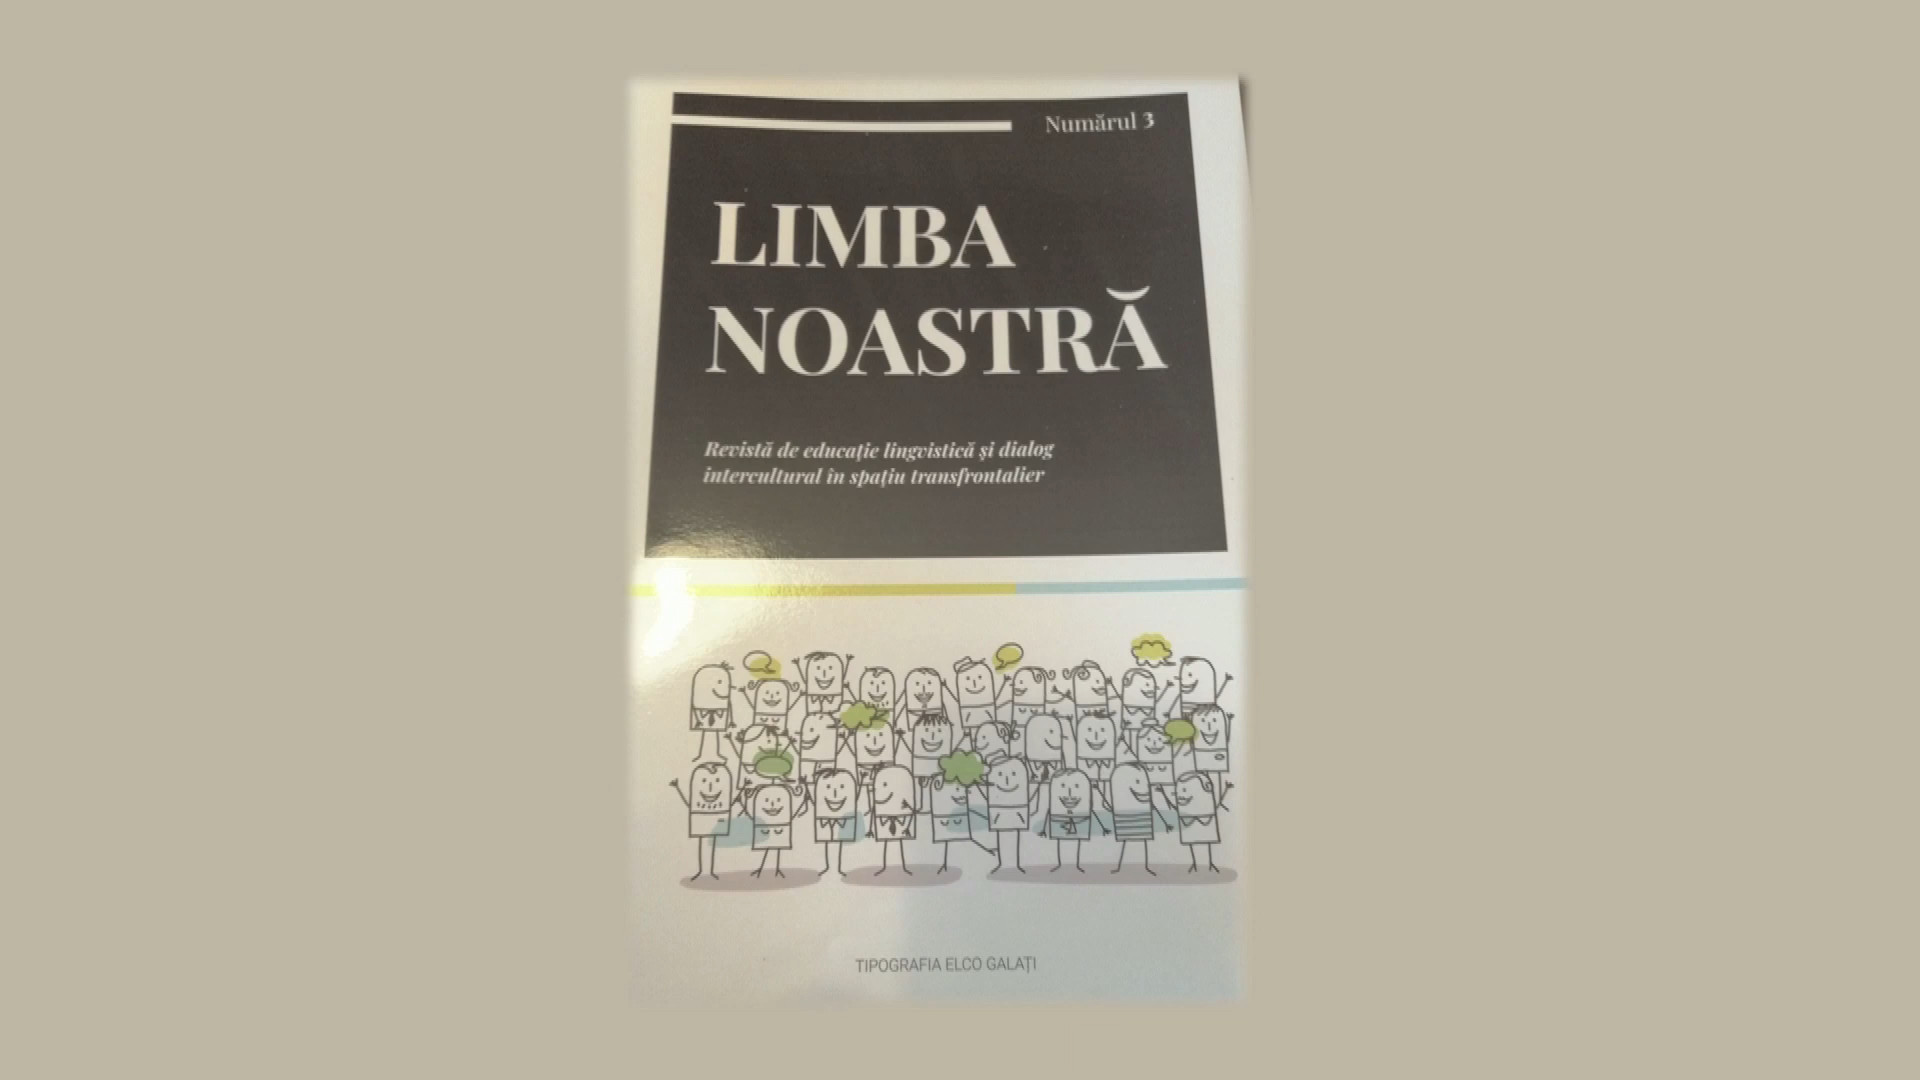 Numărul 3
LIMBA
NOASTRĂ
Revistă de educație lingvistică și dialog
intercultural în spațiu transfrontalier
TIPOGRAFIA ELCO GALAȚI